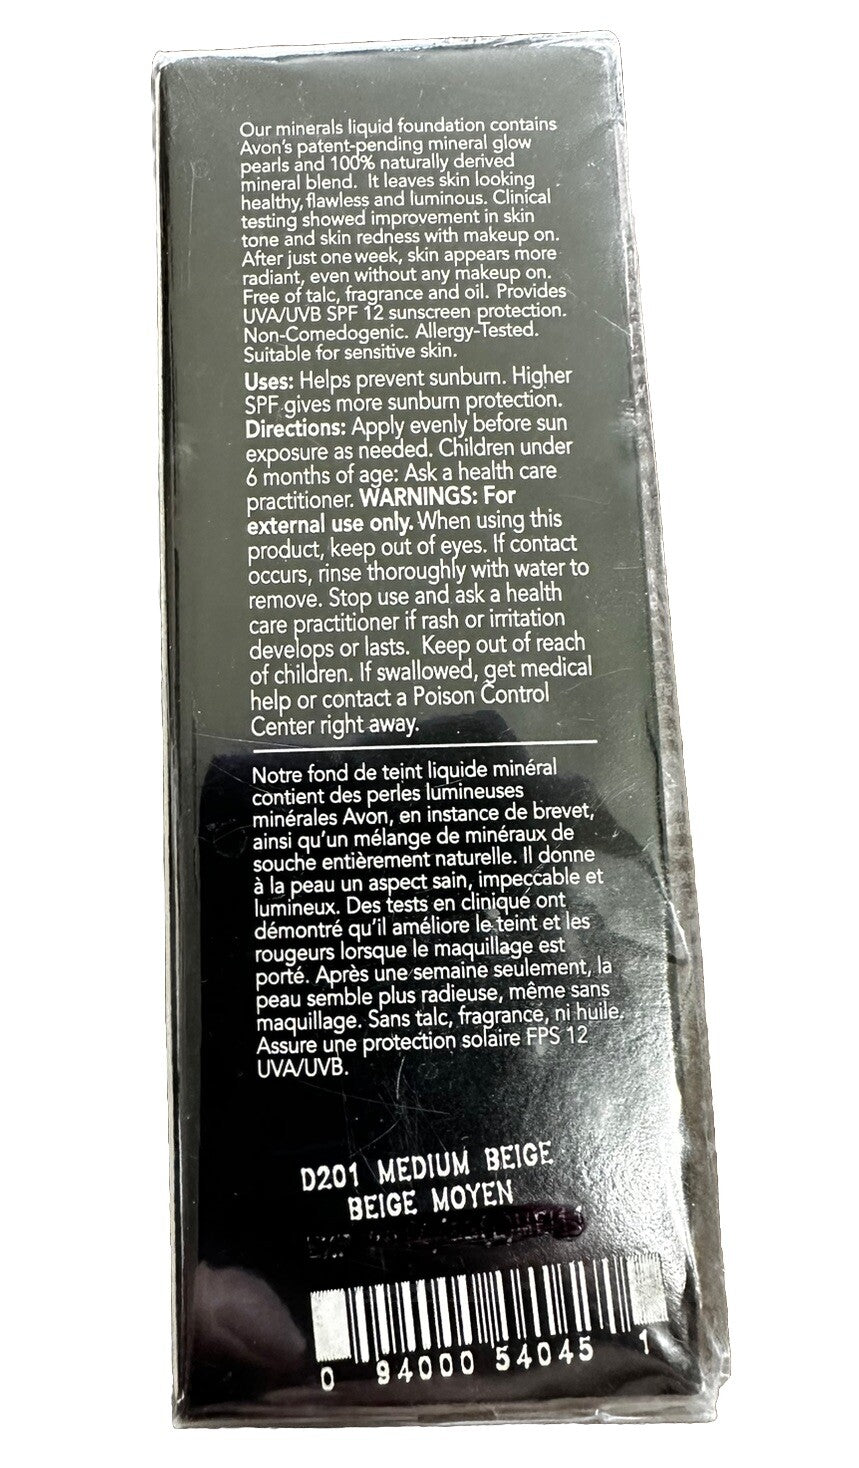 Our minerals liquid foundation contains
Avon's patent-pending mineral glow
pearls and 100% naturally derived
mineral blend. It leaves skin looking
healthy, flawless and luminous. Clinical
testing showed improvement in skin
tone and skin redness with makeup on.
After just one week, skin appears more
radiant, even without any makeup on.
Free of talc, fragrance and oil. Provides
UVA/UVB SPF 12 sunscreen protection.
Non-Comedogenic. Allergy-Tested.
Suitable for sensitive skin.
Uses: Helps prevent sunburn. Higher
SPF gives more sunburn protection.
Directions: Apply evenly before sun
exposure as needed. Children under
6 months of age: Ask a health care
practitioner. WARNINGS: For
external use only. When using this
product, keep out of eyes. If contact
occurs, rinse thoroughly with water to
remove. Stop use and ask a health
care practitioner if rash or irritation
develops or lasts. Keep out of reach
of children. If swallowed, get medical
help or contact a Poison Control
Center right away.
Notre fond de teint liquide minéral
contient des perles lumineuses
minérales Avon, en instance de brevet,
ainsi qu'un mélange de minéraux de
souche entièrement naturelle. Il donne
à la peau un aspect sain, impeccable et
lumineux. Des tests en clinique ont
démontré qu'il améliore le teint et les
rougeurs lorsque le maquillage est
porté. Après une semaine seulement, la
peau semble plus radieuse, même sans
maquillage. Sans talc, fragrance, ni huile.
Assure une protection solaire FPS 12
UVA/UVB.
D201 MEDIUM BEIGE
BEIGE MOYEN
0 94000 54045 1